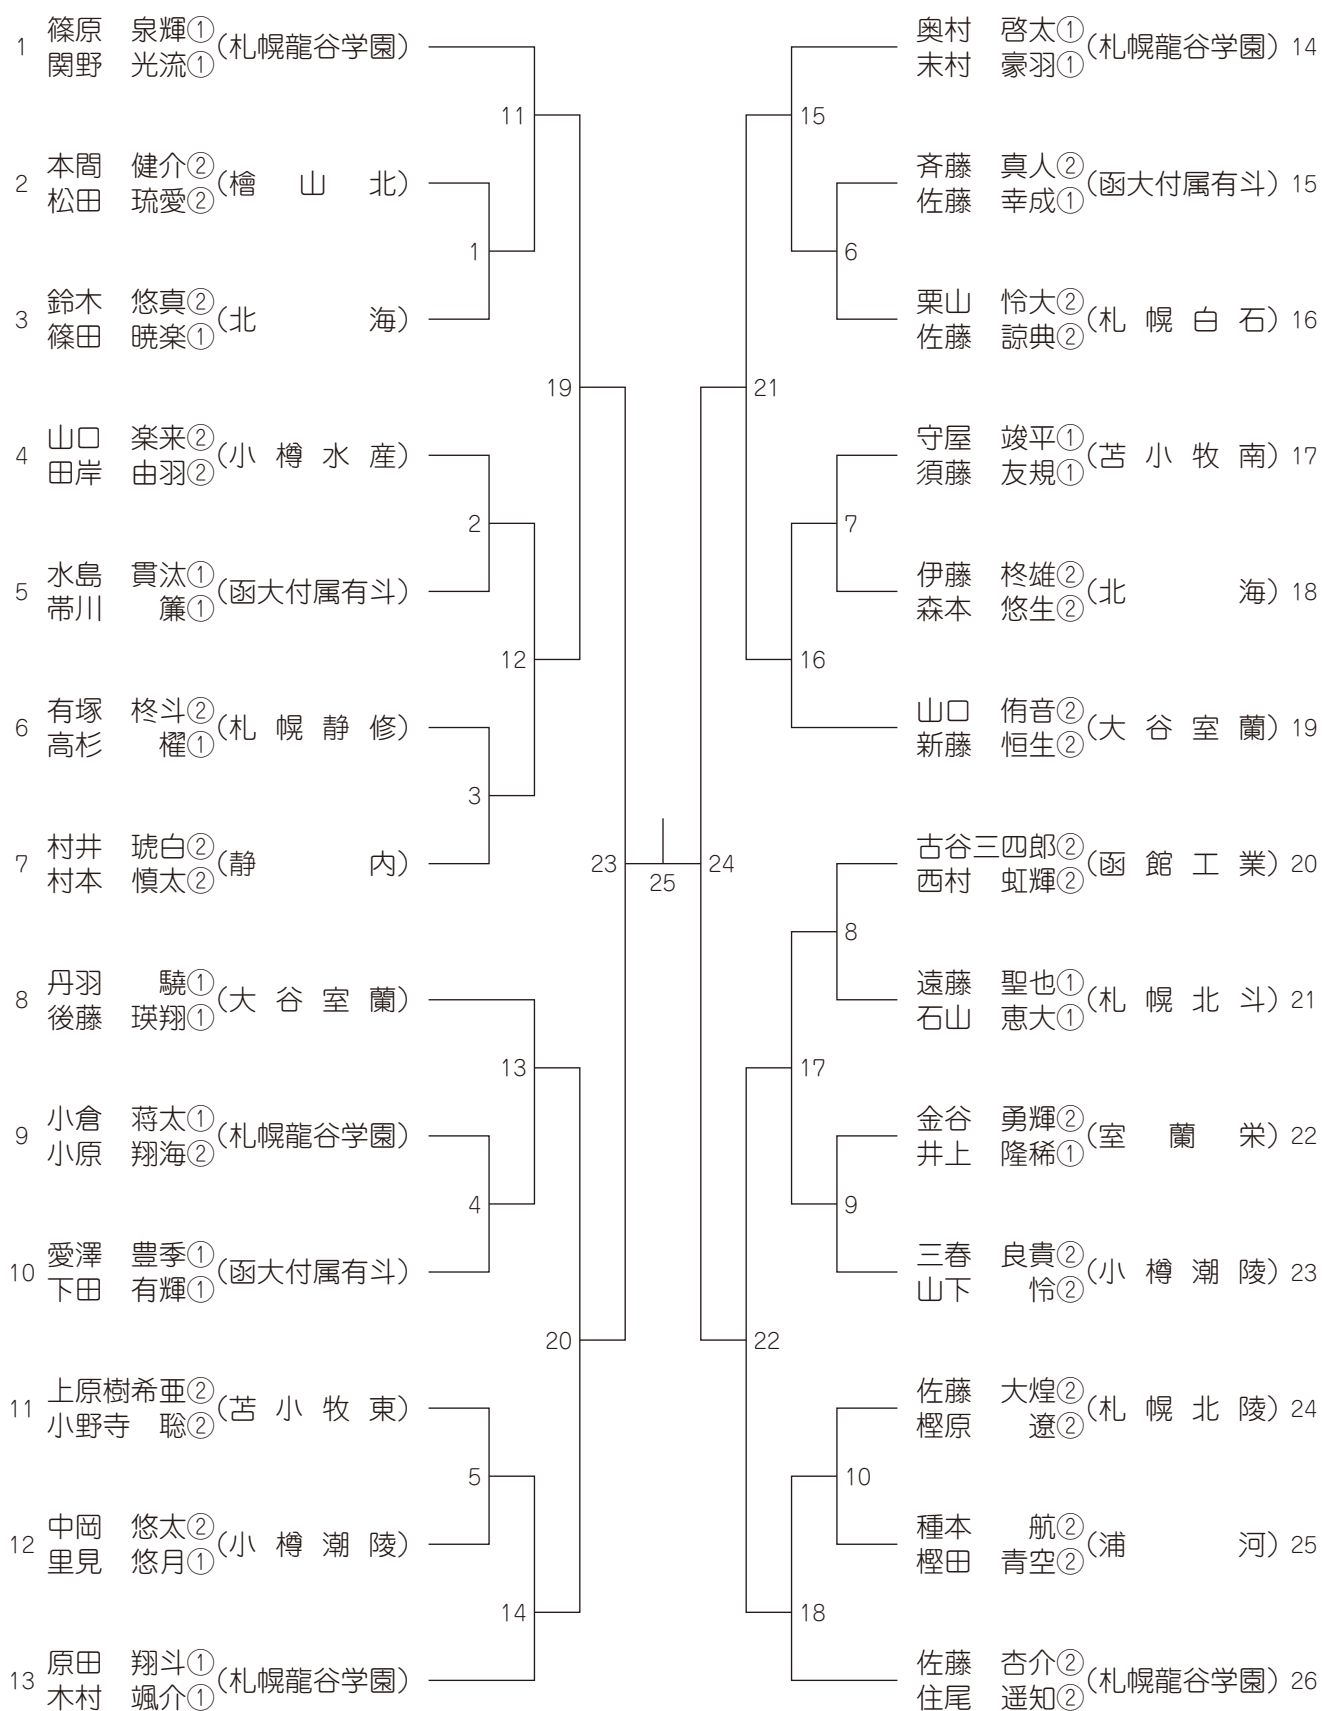 篠原　泉輝①
1 (札幌龍谷学園)
関野　光流①
11
本間　健介②
2 (檜山北)
松田　琉愛②
1
鈴木　悠真②
3 (北海)
篠田　暁楽①
19
山口　楽来②
4 (小樽水産)
田岸　由羽②
2
水島　貫汰①
5 (函大付属有斗)
帯川　簾①
12
有塚　柊斗②
6 (札幌静修)
高杉　櫂①
3
村井　琥白②
7 (静内)
村本　慎太②
23
25
丹羽　驍①
8 (大谷室蘭)
後藤　瑛翔①
13
小倉　蒋太①
9 (札幌龍谷学園)
小原　翔海②
4
愛澤　豊季①
10 (函大付属有斗)
下田　有輝①
20
上原樹希亜②
11 (苫小牧東)
小野寺　聡②
5
中岡　悠太②
12 (小樽潮陵)
里見　悠月①
14
原田　翔斗①
13 (札幌龍谷学園)
木村　颯介①
奥村　啓太①
(札幌龍谷学園) 14
末村　豪羽①
15
斉藤　真人②
(函大付属有斗) 15
佐藤　幸成①
6
栗山　怜大②
(札幌白石) 16
佐藤　諒典②
21
守屋　竣平①
(苫小牧南) 17
須藤　友規①
7
伊藤　柊雄②
(北海) 18
森本　悠生②
16
山口　侑音②
(大谷室蘭) 19
新藤　恒生②
24
古谷三四郎②
(函館工業) 20
西村　虹輝②
8
遠藤　聖也①
(札幌北斗) 21
石山　恵大①
17
金谷　勇輝②
(室蘭栄) 22
井上　隆稀①
9
三春　良貴②
(小樽潮陵) 23
山下　怜②
22
佐藤　大煌②
(札幌北陵) 24
樫原　遼②
10
種本　航②
(浦河) 25
樫田　青空②
18
佐藤　杏介②
(札幌龍谷学園) 26
住尾　遥知②